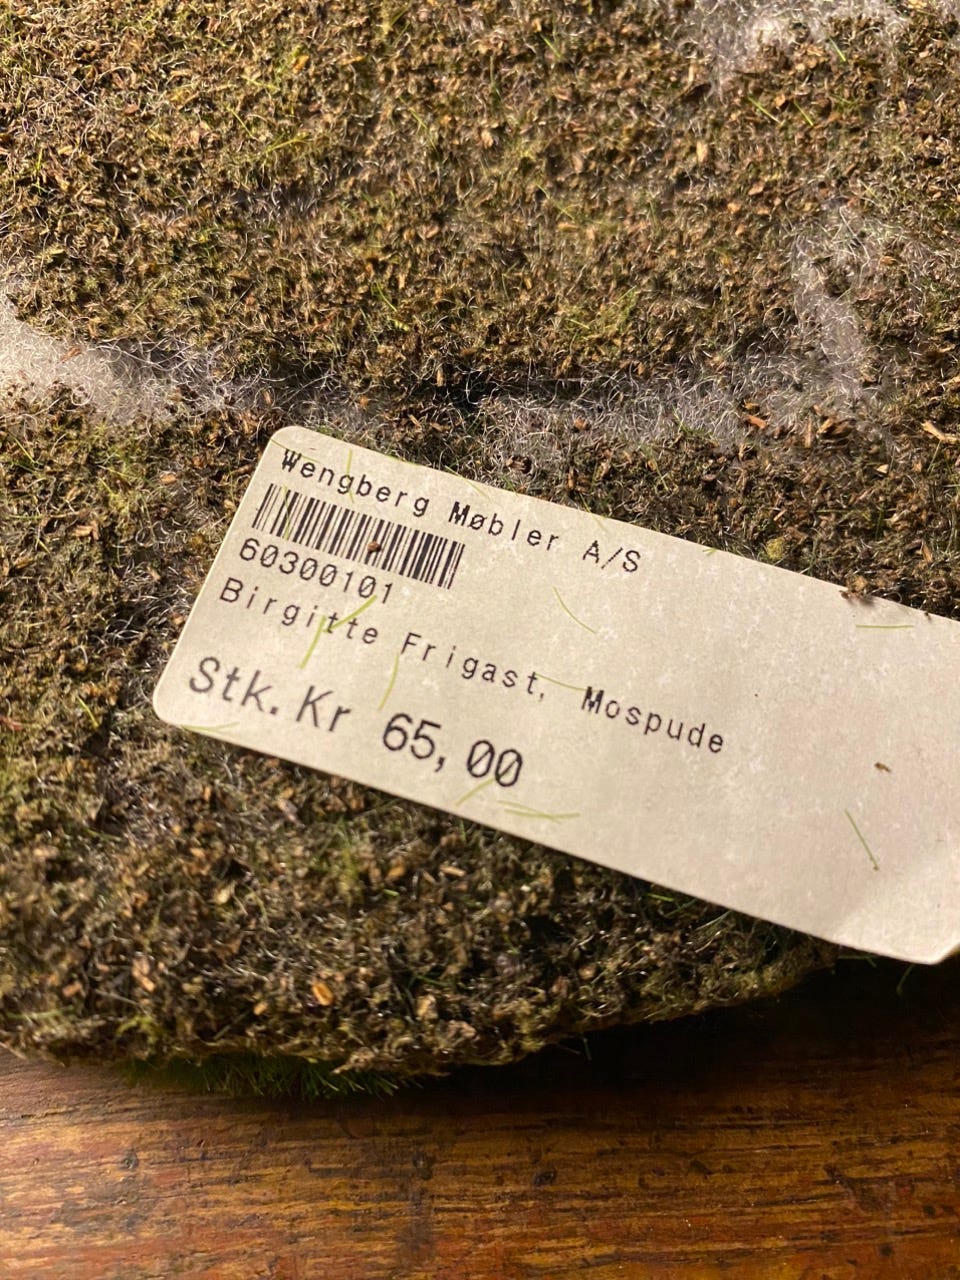 Wengberg Møbler A/S
60300101
Birgitte Frigast, Mospude
Stk. Kr 65,00